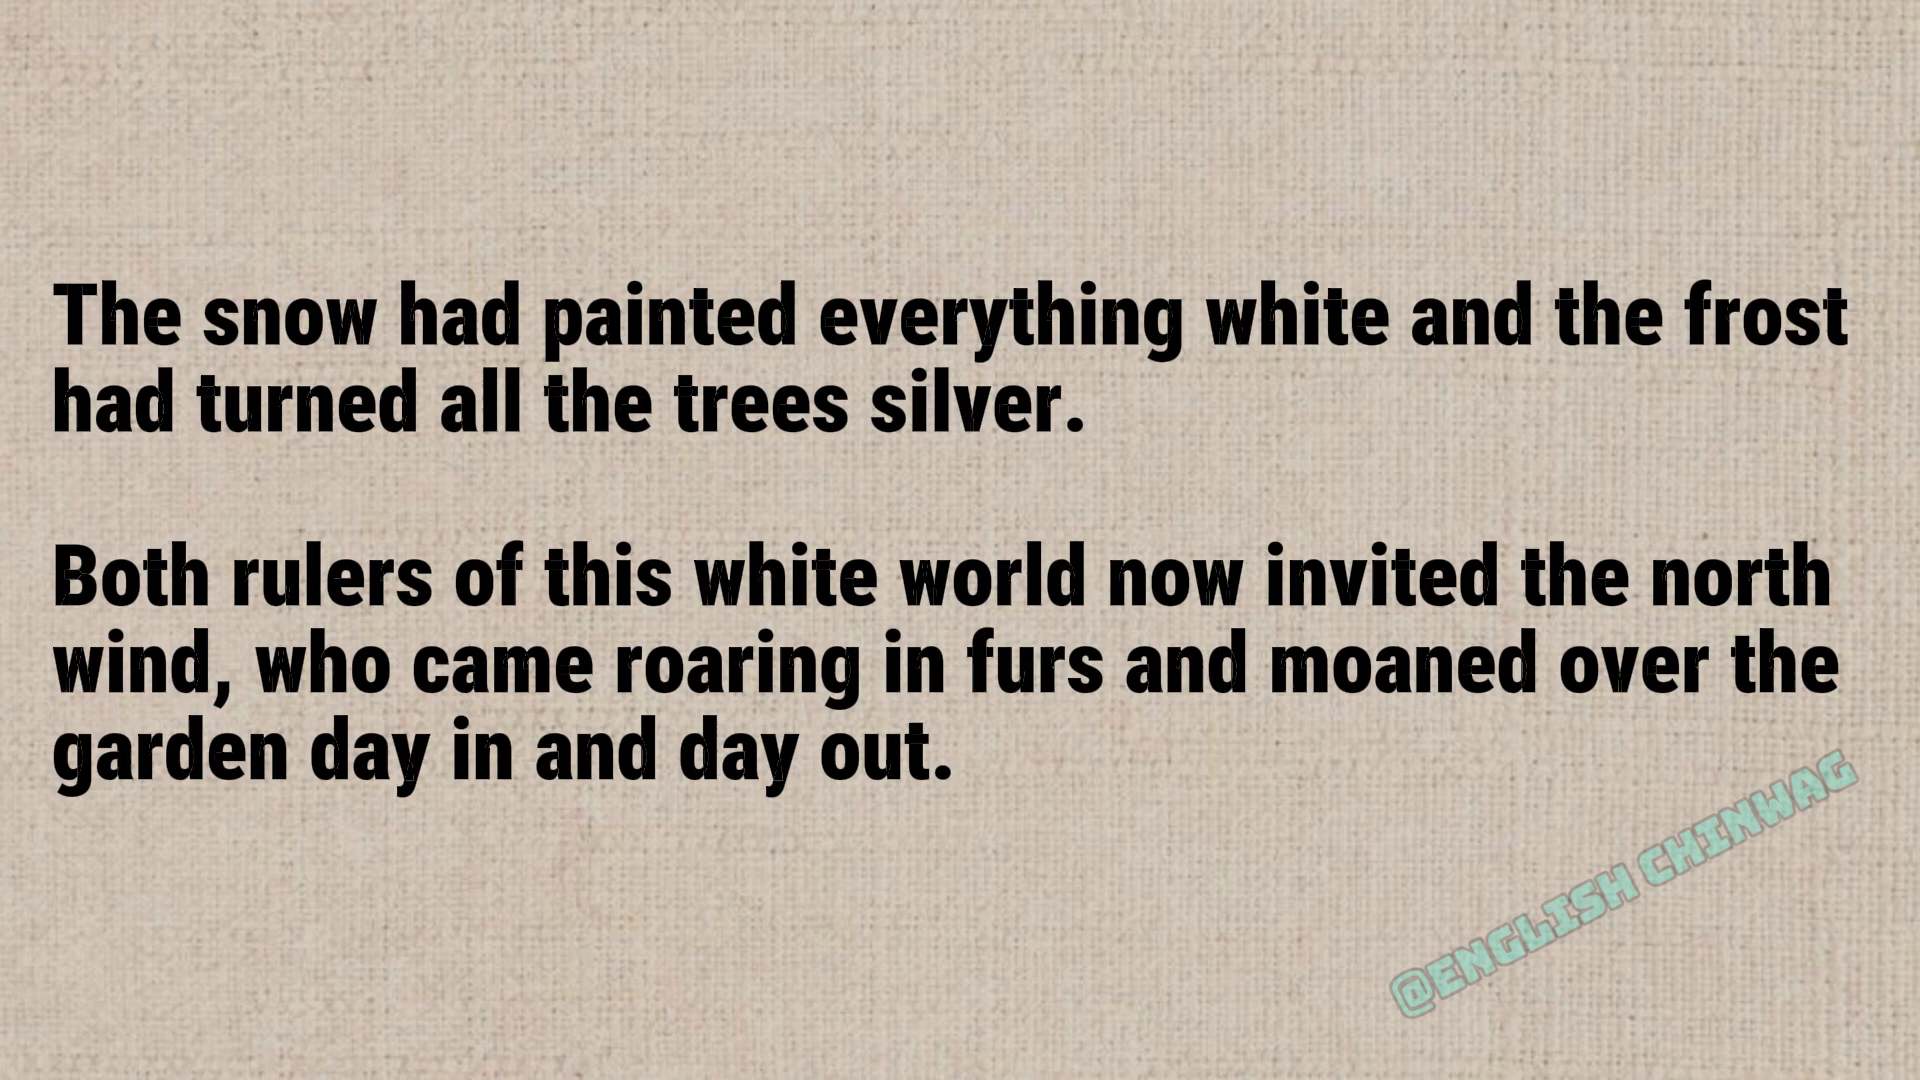 The snow had painted everything white and the frost
had turned all the trees silver.
Both rulers of this white world now invited the north
wind, who came roaring in furs and moaned over the
garden day in and day out.
@ENGLISH CHINWAG